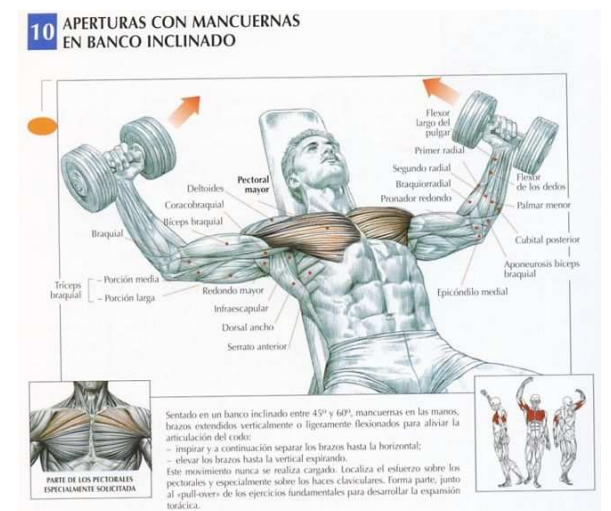 10
APERTURAS CON MANCUERNAS
EN BANCO INCLINADO
Flexor
largo del
pulgar
Primer radial
Segundo radial
Braquiorradial
Pronador redondo
Flexor
de los dedos
Palmar menor
Cubital posterior
Aponeurosis bíceps
braquial
Epicóndilo medial
Pectoral
mayor
Deltoides
Coracobraquial
Bíceps braquial
Braquial
Tríceps
braquial
– Porción media
– Porción larga
Redondo mayor
Infraescapular
Dorsal ancho
Serrato anterior
PARTE DE LOS PECTORALES
ESPECIALMENTE SOLICITADA
Sentado en un banco inclinado entre 45º y 60º, mancuernas en las manos,
brazos extendidos verticalmente o ligeramente flexionados para aliviar la
articulación del codo:
– inspirar y a continuación separar los brazos hasta la horizontal;
– elevar los brazos hasta la vertical espirando.
Este movimiento nunca se realiza cargado. Localiza el esfuerzo sobre los
pectorales y especialmente sobre los haces claviculares. Forma parte, junto
al «pull-over» de los ejercicios fundamentales para desarrollar la expansión
torácica.